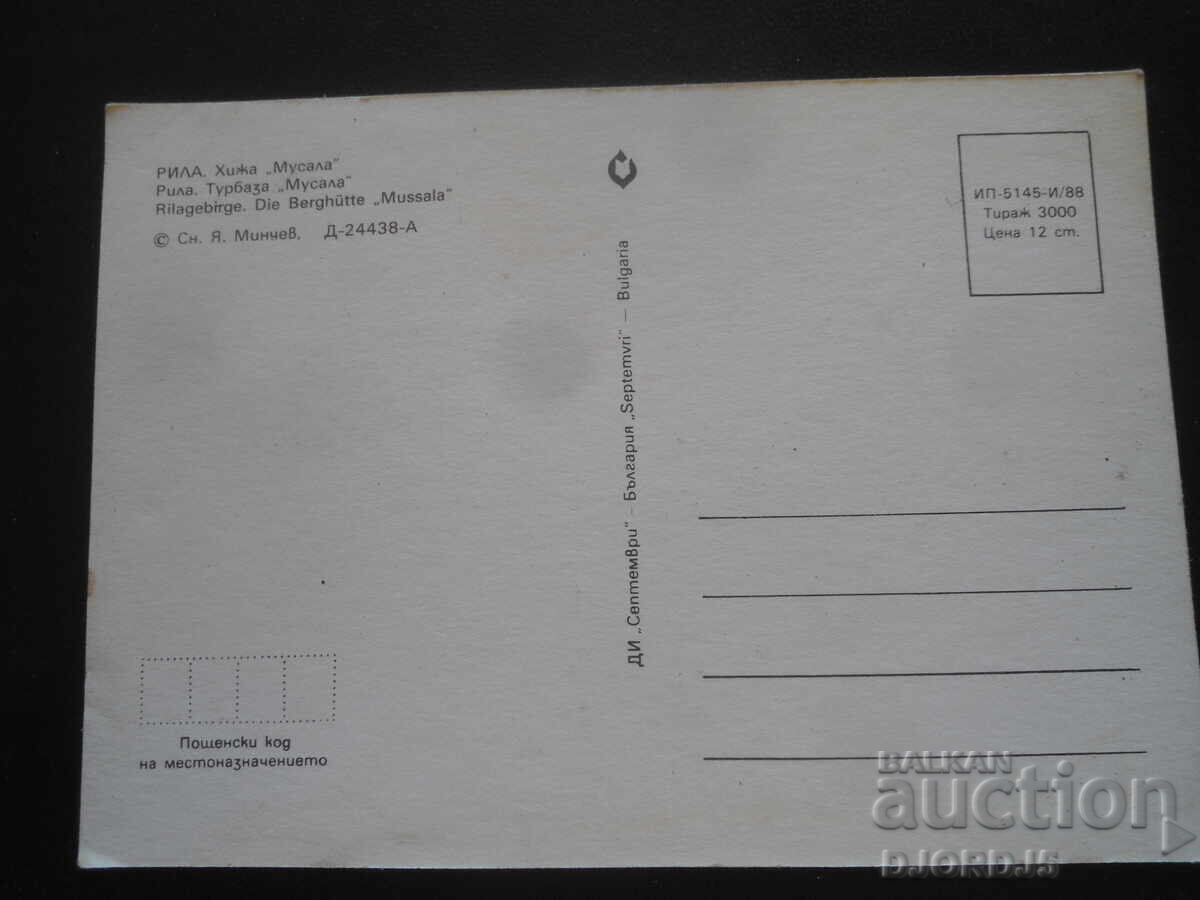 РИЛА. Хижа „Мусала"
Рила. Турбаза „Мусала"
Rilagebirge. Die Berghütte „Mussala"
© Сн. Я. Минчев, Д-24438-А
ДИ „Септември" – България „Septemvri" – Bulgaria
ИП-5145-И/88
Тираж 3000
Цена 12 ст.
Пощенски код
на местоназначението
BALKAN
auction
DJORDJ5